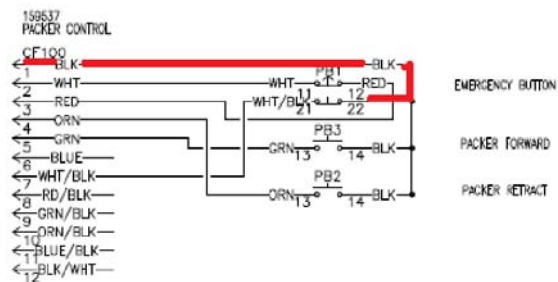 159537
PACKER CONTROL
CF100
BLK BLK
1
WHT WHT PB1 RED
2 11 12
RED WHT/BLK
3 21 22
ORN
4
GRN GRN PB3 BLK
5 13 14
BLUE
6
WHT/BLK
7
RD/BLK ORN PB2 BLK
8 13 14
GRN/BLK
9
ORN/BLK
10
BLUE/BLK
11
BLK/WHT
12
EMERGENCY BUTTON
PACKER FORWARD
PACKER RETRACT